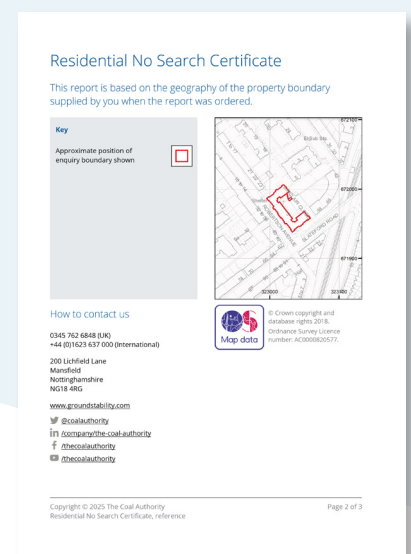 Residential No Search Certificate
This report is based on the geography of the property boundary
supplied by you when the report was ordered.
Key
Approximate position of
enquiry boundary shown
672100
672000
671900
323000
323100
SLATEFORD ROAD
How to contact us
0345 762 6848 (UK)
+44 (0)1623 637 000 (International)
200 Lichfield Lane
Mansfield
Nottinghamshire
NG18 4RG
www.groundstability.com
@coalauthority
/company/the-coal-authority
/thecoalauthority
/thecoalauthority
Map data
© Crown copyright and
database rights 2018.
Ordnance Survey Licence
number: AC0000820577.
Copyright © 2025 The Coal Authority
Residential No Search Certificate, reference
Page 2 of 3